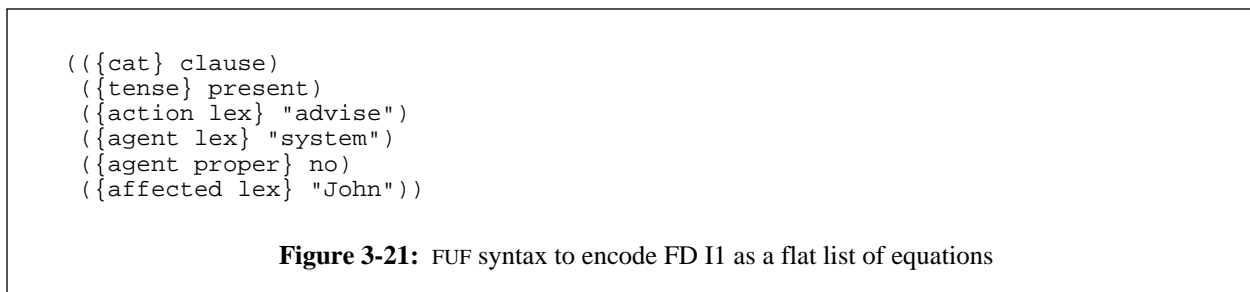 (({cat} clause)
({tense} present)
({action lex} "advise")
({agent lex} "system")
({agent proper} no)
({affected lex} "John"))
Figure 3-21: FUF syntax to encode FD I1 as a flat list of equations